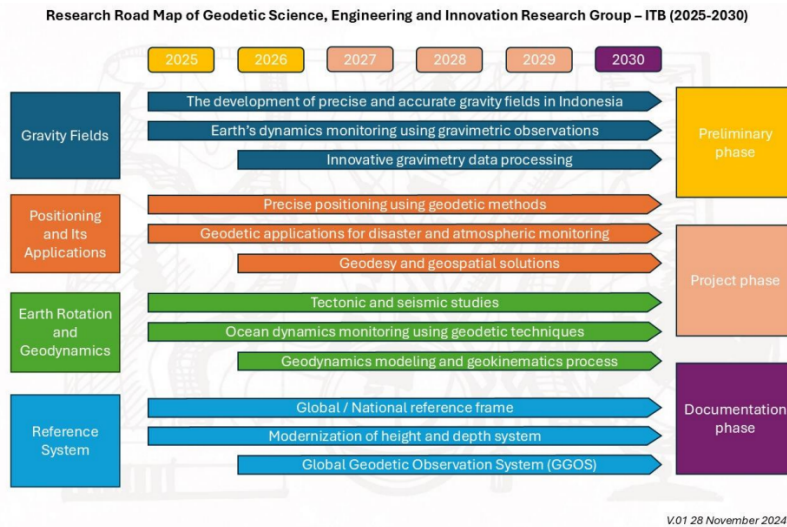 Research Road Map of Geodetic Science, Engineering and Innovation Research Group – ITB (2025-2030)
2025
2026
2027
2028
2029
2030
Gravity Fields
The development of precise and accurate gravity fields in Indonesia
Earth's dynamics monitoring using gravimetric observations
Innovative gravimetry data processing
Positioning
and Its
Applications
Precise positioning using geodetic methods
Geodetic applications for disaster and atmospheric monitoring
Geodesy and geospatial solutions
Earth Rotation
and
Geodynamics
Tectonic and seismic studies
Ocean dynamics monitoring using geodetic techniques
Geodynamics modeling and geokinematics process
Reference
System
Global / National reference frame
Modernization of height and depth system
Global Geodetic Observation System (GGOS)
Preliminary
phase
Project phase
Documentation
phase
V.01 28 November 2024